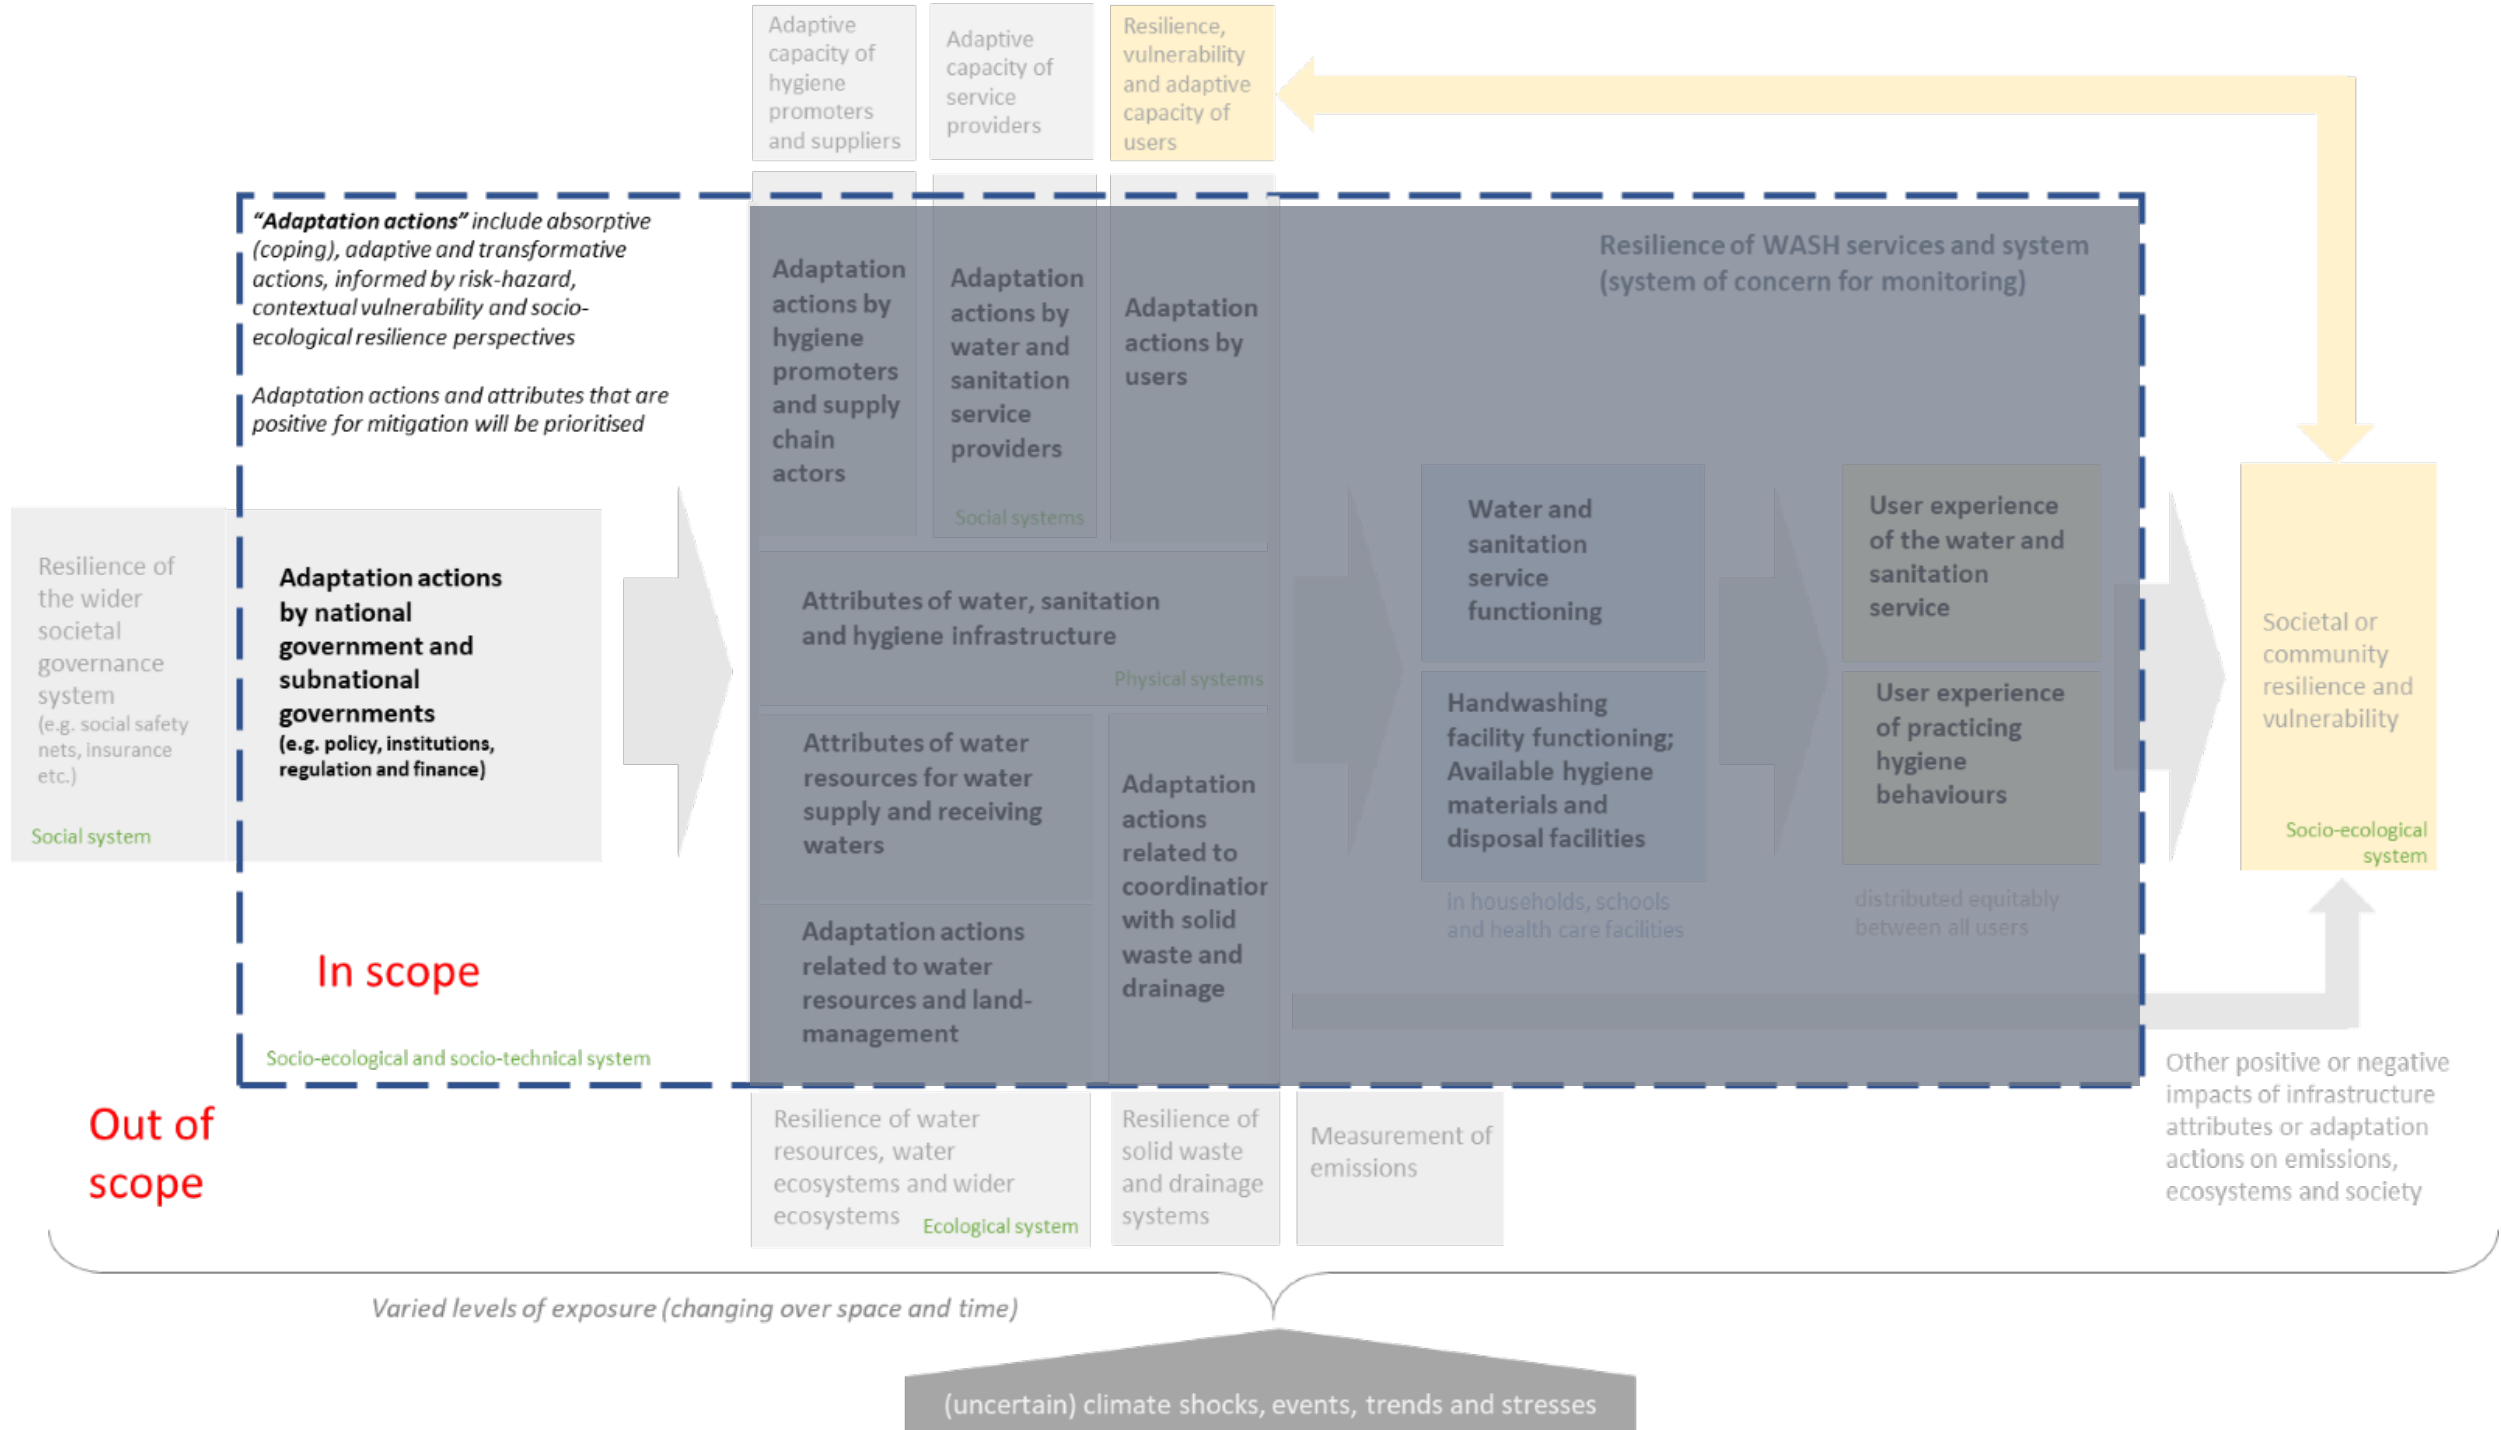 Adaptive
capacity of
hygiene
promoters
and suppliers
Adaptive
capacity of
service
providers
Resilience,
vulnerability
and adaptive
capacity of
users
“Adaptation actions” include absorptive
(coping), adaptive and transformative
actions, informed by risk-hazard,
contextual vulnerability and socio-
ecological resilience perspectives
Adaptation actions and attributes that are
positive for mitigation will be prioritised
Resilience of WASH services and system
(system of concern for monitoring)
Adaptation
actions by
hygiene
promoters
and supply
chain
actors
Adaptation
actions by
water and
sanitation
service
providers
Social systems
Adaptation
actions by
users
Resilience of
the wider
societal
governance
system
(e.g. social safety
nets, insurance
etc.)
Social system
Adaptation actions
by national
government and
subnational
governments
(e.g. policy, institutions,
regulation and finance)
Attributes of water, sanitation
and hygiene infrastructure
Physical systems
Attributes of water
resources for water
supply and receiving
waters
Adaptation
actions
related to
coordination
with solid
waste and
drainage
Adaptation actions
related to water
resources and land-
management
Water and
sanitation
service
functioning
Handwashing
facility functioning;
Available hygiene
materials and
disposal facilities
in households, schools
and health care facilities
User experience
of the water and
sanitation
service
User experience
of practicing
hygiene
behaviours
distributed equitably
between all users
Societal or
community
resilience and
vulnerability
Socio-ecological
system
In scope
Socio-ecological and socio-technical system
Out of
scope
Resilience of water
resources, water
ecosystems and wider
ecosystems
Ecological system
Resilience of
solid waste
and drainage
systems
Measurement of
emissions
Other positive or negative
impacts of infrastructure
attributes or adaptation
actions on emissions,
ecosystems and society
Varied levels of exposure (changing over space and time)
(uncertain) climate shocks, events, trends and stresses